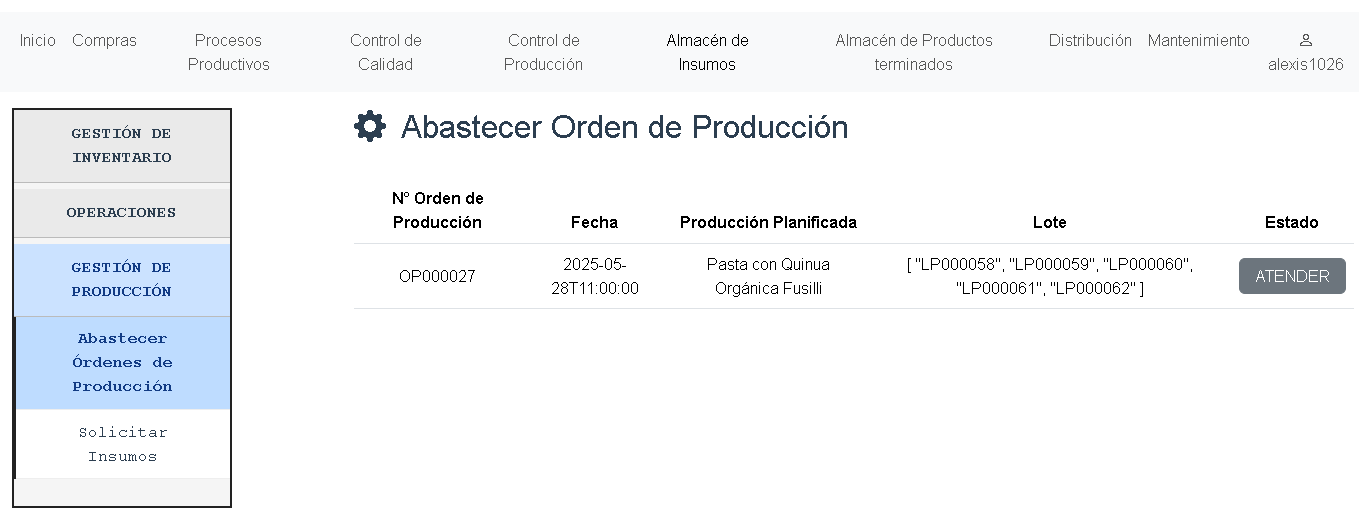 Inicio
Compras
Procesos
Productivos
Control de
Calidad
Control de
Producción
Almacén de
Insumos
Almacén de Productos
terminados
Distribución
Mantenimiento
alexis1026
GESTIÓN DE
INVENTARIO
OPERACIONES
GESTIÓN DE
PRODUCCIÓN
Abastecer
Órdenes de
Producción
Solicitar
Insumos
Abastecer Orden de Producción
N° Orden de
Producción
Fecha
Producción Planificada
Lote
Estado
OP000027
2025-05-
28T11:00:00
Pasta con Quinua
Orgánica Fusilli
[ "LP000058", "LP000059", "LP000060",
"LP000061", "LP000062" ]
ATENDER